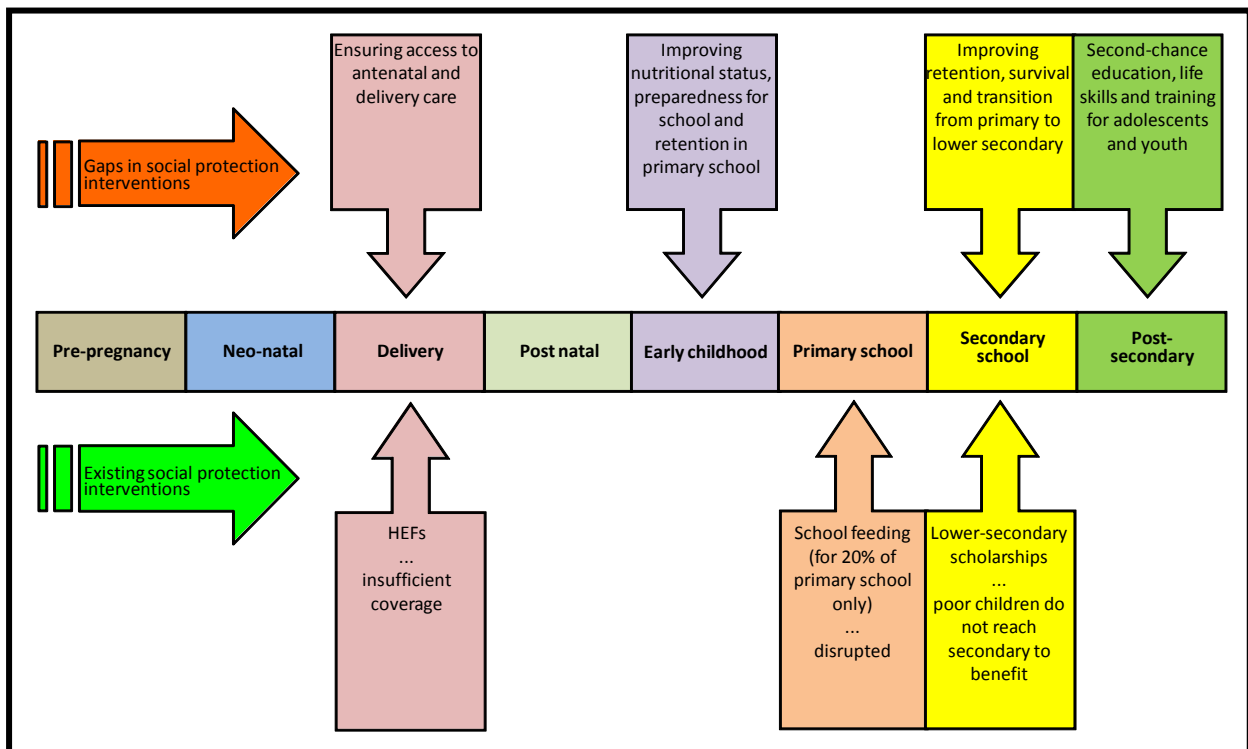 Ensuring access to
antenatal and
delivery care
Improving
nutritional status,
preparedness for
school and
retention in
primary school
Improving
retention, survival
and transition
from primary to
lower secondary
Second-chance
education, life
skills and training
for adolescents
and youth
Gaps in social protection
interventions
Pre-pregnancy
Neo-natal
Delivery
Post natal
Early childhood
Primary school
Secondary
school
Post-
secondary
Existing social protection
interventions
HEFs
...
insufficient
coverage
School feeding
(for 20% of
primary school
only)
...
disrupted
Lower-secondary
scholarships
...
poor children do
not reach
secondary to
benefit